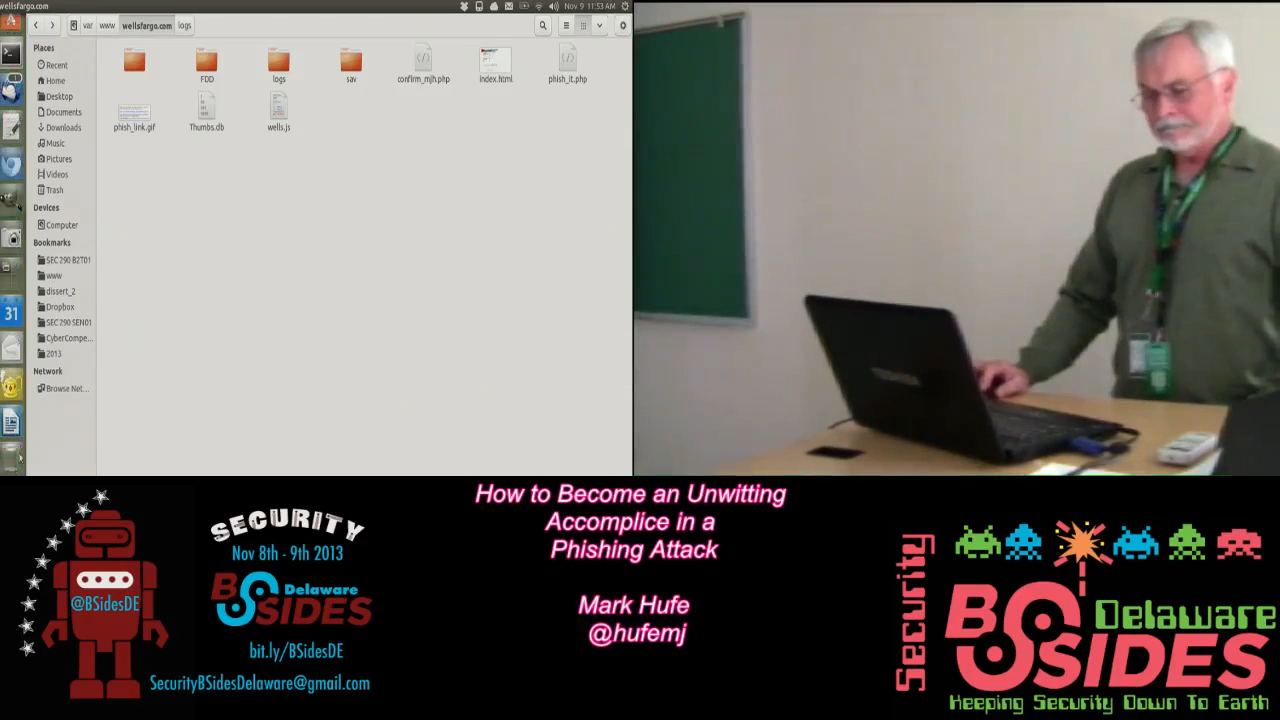 wellsfargo.com
Nov 9 11:53 AM
var www wellsfargo.com logs
Places
Recent
Home
Desktop
Documents
Downloads
Music
Pictures
Videos
Trash
Devices
Computer
Bookmarks
SEC 290 B2T01
www
dissert_2
Dropbox
SEC 290 SEN01
CyberCompe...
2013
Network
Browse Net...
31
FDD logs sav confirm_mjh.php index.html phish_it.php
phish_link.gif Thumbs.db wells.js
@BSidesDE
SECURITY
Nov 8th - 9th 2013
BSIDES Delaware
bit.ly/BSidesDE
SecurityBSidesDelaware@gmail.com
How to Become an Unwitting
Accomplice in a
Phishing Attack
Mark Hufe
@hufemj
Security
BSIDES Delaware
Keeping Security Down To Earth